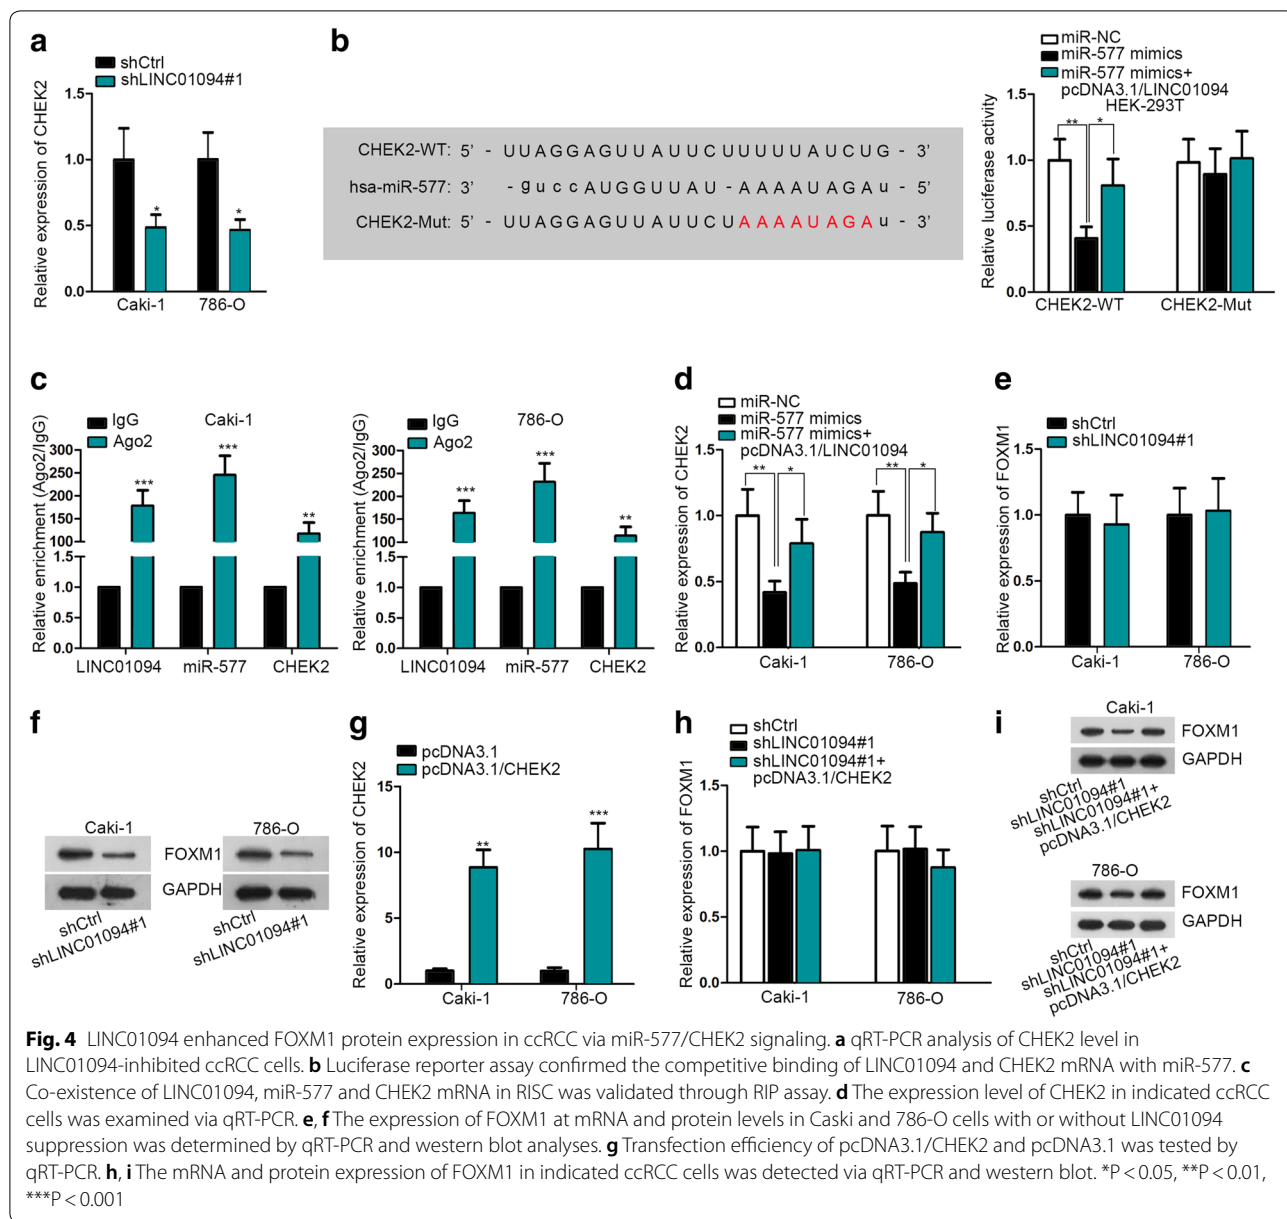 a
shCtrl
shLINC01094#1
Relative expression of CHEK2
1.5
1.0
0.5
0.0
*
*
Caki-1
786-O
b
CHEK2-WT: 5' - UUAGGAGUUAUUCUUUUUAUCUG - 3'
hsa-miR-577: 3' - guccAUGGUUAU - AAAAUAGAu - 5'
CHEK2-Mut: 5' - UUAGGAGUUAUUCUAAAAUAGAu - 3'
miR-NC
miR-577 mimics
miR-577 mimics+
pcDNA3.1/LINC01094
HEK-293T
Relative luciferase activity
1.5
1.0
0.5
0.0
**
*
CHEK2-WT
CHEK2-Mut
c
IgG
Ago2
Caki-1
Relative enrichment (Ago2/IgG)
300
250
200
150
100
1.5
1.0
0.5
0.0
***
***
**
LINC01094
miR-577
CHEK2
IgG
Ago2
786-O
Relative enrichment (Ago2/IgG)
300
250
200
150
100
1.5
1.0
0.5
0.0
***
***
**
LINC01094
miR-577
CHEK2
d
miR-NC
miR-577 mimics
miR-577 mimics+
pcDNA3.1/LINC01094
Relative expression of CHEK2
1.5
1.0
0.5
0.0
**
*
**
*
Caki-1
786-O
e
shCtrl
shLINC01094#1
Relative expression of FOXM1
1.5
1.0
0.5
0.0
Caki-1
786-O
f
Caki-1
786-O
FOXM1
GAPDH
shCtrl
shLINC01094#1
shCtrl
shLINC01094#1
g
pcDNA3.1
pcDNA3.1/CHEK2
Relative expression of CHEK2
15
10
5
0
**
***
Caki-1
786-O
h
shCtrl
shLINC01094#1
shLINC01094#1+
pcDNA3.1/CHEK2
Relative expression of FOXM1
1.5
1.0
0.5
0.0
Caki-1
786-O
i
Caki-1
FOXM1
GAPDH
shCtrl
shLINC01094#1
shLINC01094#1+
pcDNA3.1/CHEK2
786-O
FOXM1
GAPDH
shCtrl
shLINC01094#1
shLINC01094#1+
pcDNA3.1/CHEK2
Fig. 4 LINC01094 enhanced FOXM1 protein expression in ccRCC via miR-577/CHEK2 signaling. a qRT-PCR analysis of CHEK2 level in
LINC01094-inhibited ccRCC cells. b Luciferase reporter assay confirmed the competitive binding of LINC01094 and CHEK2 mRNA with miR-577. c
Co-existence of LINC01094, miR-577 and CHEK2 mRNA in RISC was validated through RIP assay. d The expression level of CHEK2 in indicated ccRCC
cells was examined via qRT-PCR. e, f The expression of FOXM1 at mRNA and protein levels in Caski and 786-O cells with or without LINC01094
suppression was determined by qRT-PCR and western blot analyses. g Transfection efficiency of pcDNA3.1/CHEK2 and pcDNA3.1 was tested by
qRT-PCR. h, i The mRNA and protein expression of FOXM1 in indicated ccRCC cells was detected via qRT-PCR and western blot. *P < 0.05, **P < 0.01,
***P < 0.001